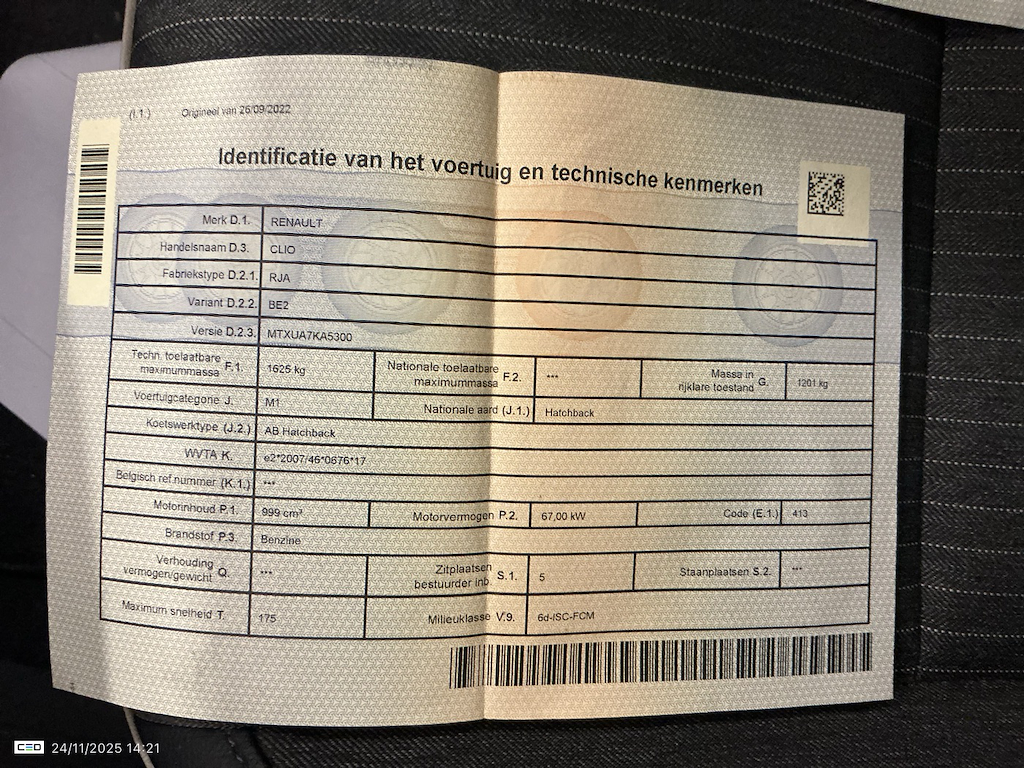 (I.1.) Origineel van 26/09/2022
Identificatie van het voertuig en technische kenmerken
Merk D.1. RENAULT
Handelsnaam D.3. CLIO
Fabriekstype D.2.1. RJA
Variant D.2.2. BE2
Versie D.2.3. MTXUA7KA5300
Techn. toelaatbare maximummassa F.1. 1625 kg Nationale toelaatbare maximummassa F.2. *** Massa in rijklare toestand G. 1201 kg
Voertuigcategorie J. M1 Nationale aard (J.1.) Hatchback
Koetswerktype (J.2.) AB Hatchback
WVTA K. e2*2007/46*0676*17
Belgisch ref.nummer (K.1.) ***
Motorinhoud P.1. 999 cm³ Motorvermogen P.2. 67,00 kW Code (E.1.) 413
Brandstof P.3. Benzine
Verhouding vermogen/gewicht Q. *** Zitplaatsen bestuurder inb S.1. 5 Staanplaatsen S.2. ***
Maximum snelheid T. 175 Milieuklasse V.9. 6d-ISC-FCM
CEO 24/11/2025 14:21